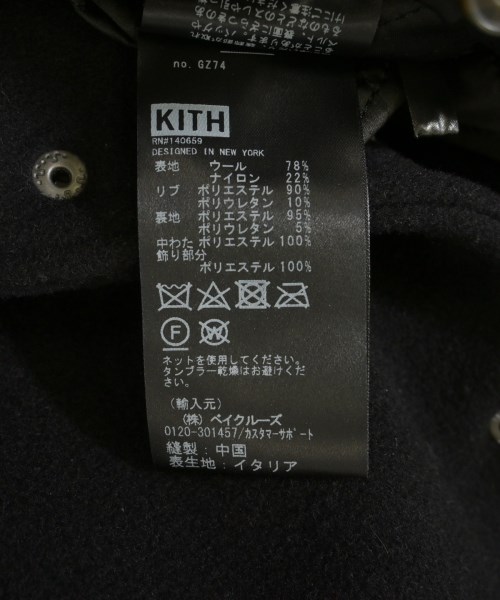 no. GZ74
KITH
RN#140659
DESIGNED IN NEW YORK
表地 ウール 78%
ナイロン 22%
リブ ポリエステル 90%
ポリウレタン 10%
裏地 ポリエステル 95%
ポリウレタン 5%
中わた ポリエステル 100%
飾り部分
ポリエステル 100%
F
W
ネットを使用してください。
タンブラー乾燥はお避けくださ
い。
(輸入元)
(株) ベイクルーズ
0120-301457/カスタマーサポート
縫製:中国
表生地:イタリア